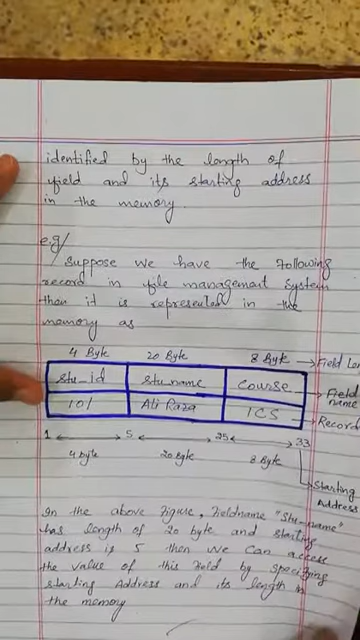 identified by the length of
field and its starting address
in the memory.
e.g/
suppose we have the following
record in file management system
then it is represented in the
memory as
4 Byte 20 Byte 8 Byte → Field Len
stu_id stu_name course → Field name
101 Ali Raza ICS → Record
1 5 25 33
4 byte 20 byte 8 Byte
Starting
Address
In the above figure, fieldname "Stu-name"
has length of 20 byte and starting
address is 5 then we can access
the value of this field by specifying
starting Address and its length in
the memory